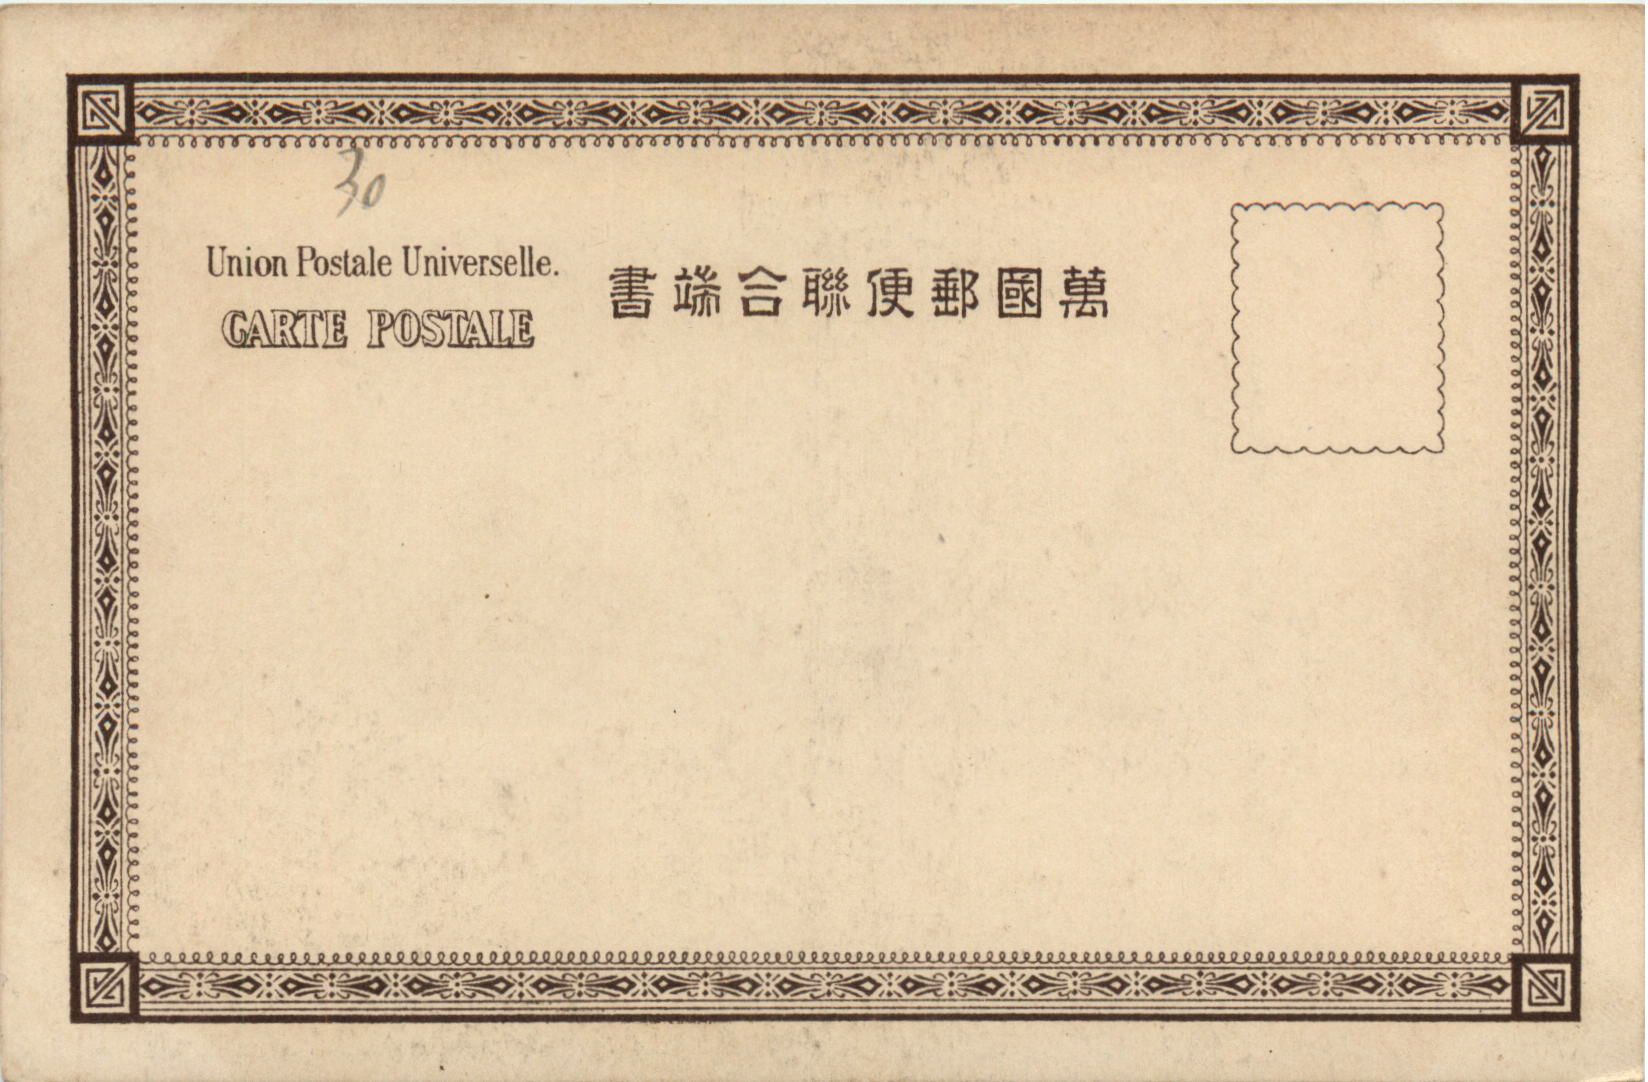 30
Union Postale Universelle.
CARTE POSTALE
萬國郵便聯合端書